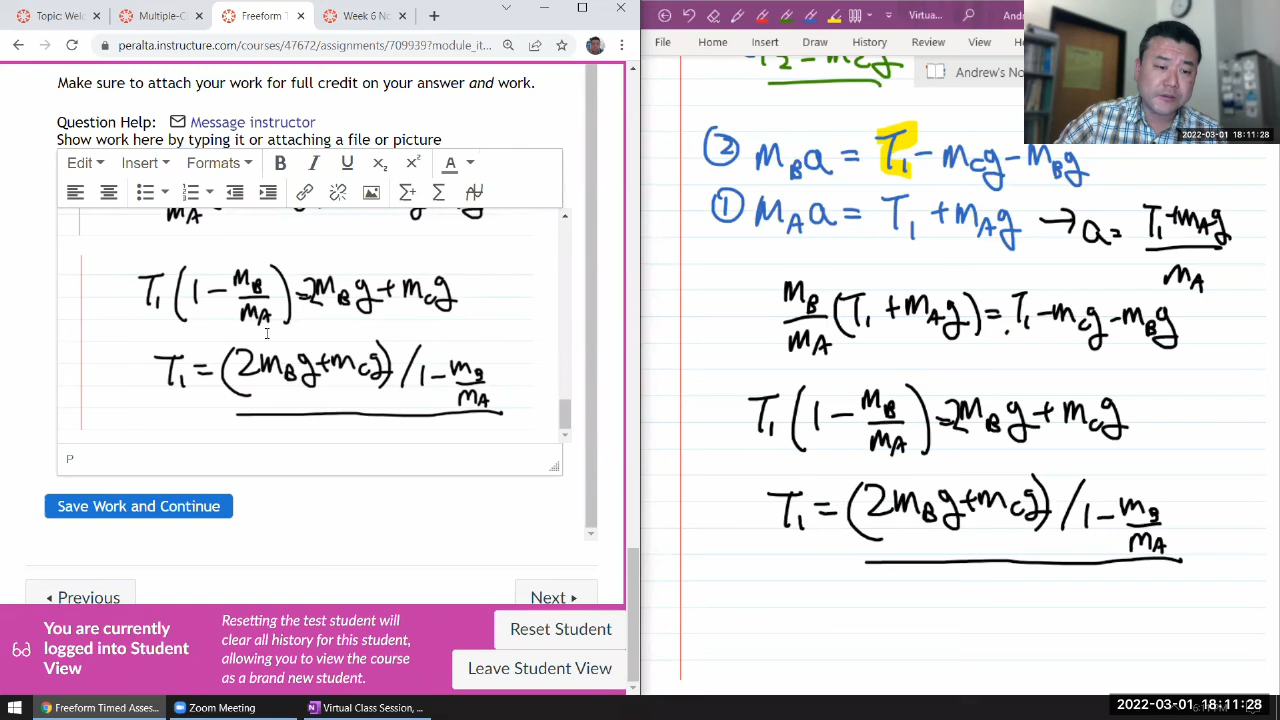 Topic Welc
Multiple-C
Freeform T
Week 6 No
peralta.instructure.com/courses/47672/assignments/709939?module_it...
Make sure to attach your work for full credit on your answer and work.
Question Help: Message instructor
Show work here by typing it or attaching a file or picture
Edit Insert Formats B I U X₂ X² A
T₁(1 - m_B/m_A) = 2m_Bg + m_Cg
T₁ = (2m_Bg + m_Cg) / 1 - m_B/m_A
P
Save Work and Continue
Previous
Next
You are currently logged into Student View
Resetting the test student will
clear all history for this student,
allowing you to view the course
as a brand new student.
Reset Student
Leave Student View
Freeform Timed Asses...
Zoom Meeting
Virtual Class Session, ...
Virtua...
File Home Insert Draw History Review View
Andrew's No
② m_Ba = T₁ - m_Cg - m_Bg
① m_Aa = T₁ + m_Ag → a = T₁ + m_Ag / m_A
m_B/m_A (T₁ + m_Ag) = T₁ - m_Cg - m_Bg
T₁(1 - m_B/m_A) = 2m_Bg + m_Cg
T₁ = (2m_Bg + m_Cg) / 1 - m_B/m_A
2022-03-01 18:11:28
2022-03-01 18:11:28